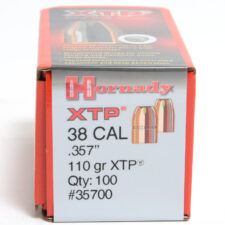 Hornady
XTP®
38 CAL
.357"
110 gr XTP®
Qty: 100
#35700